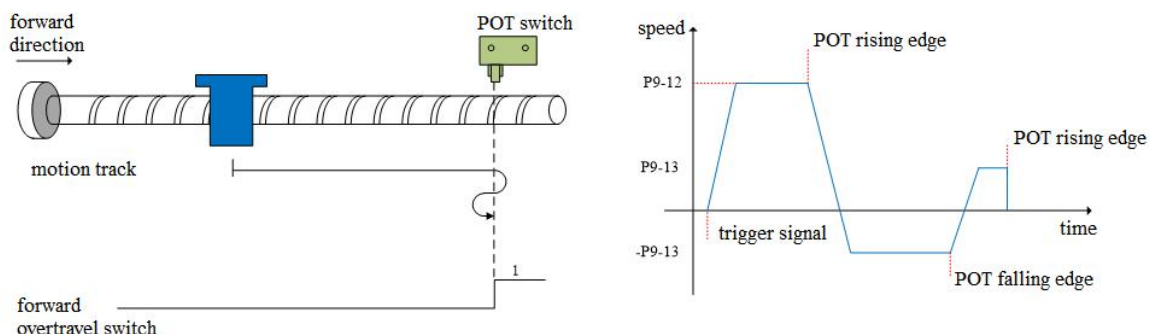 forward
direction
POT switch
motion track
1
forward
overtravel switch
speed
POT rising edge
P9-12
POT rising edge
P9-13
trigger signal
time
-P9-13
POT falling edge